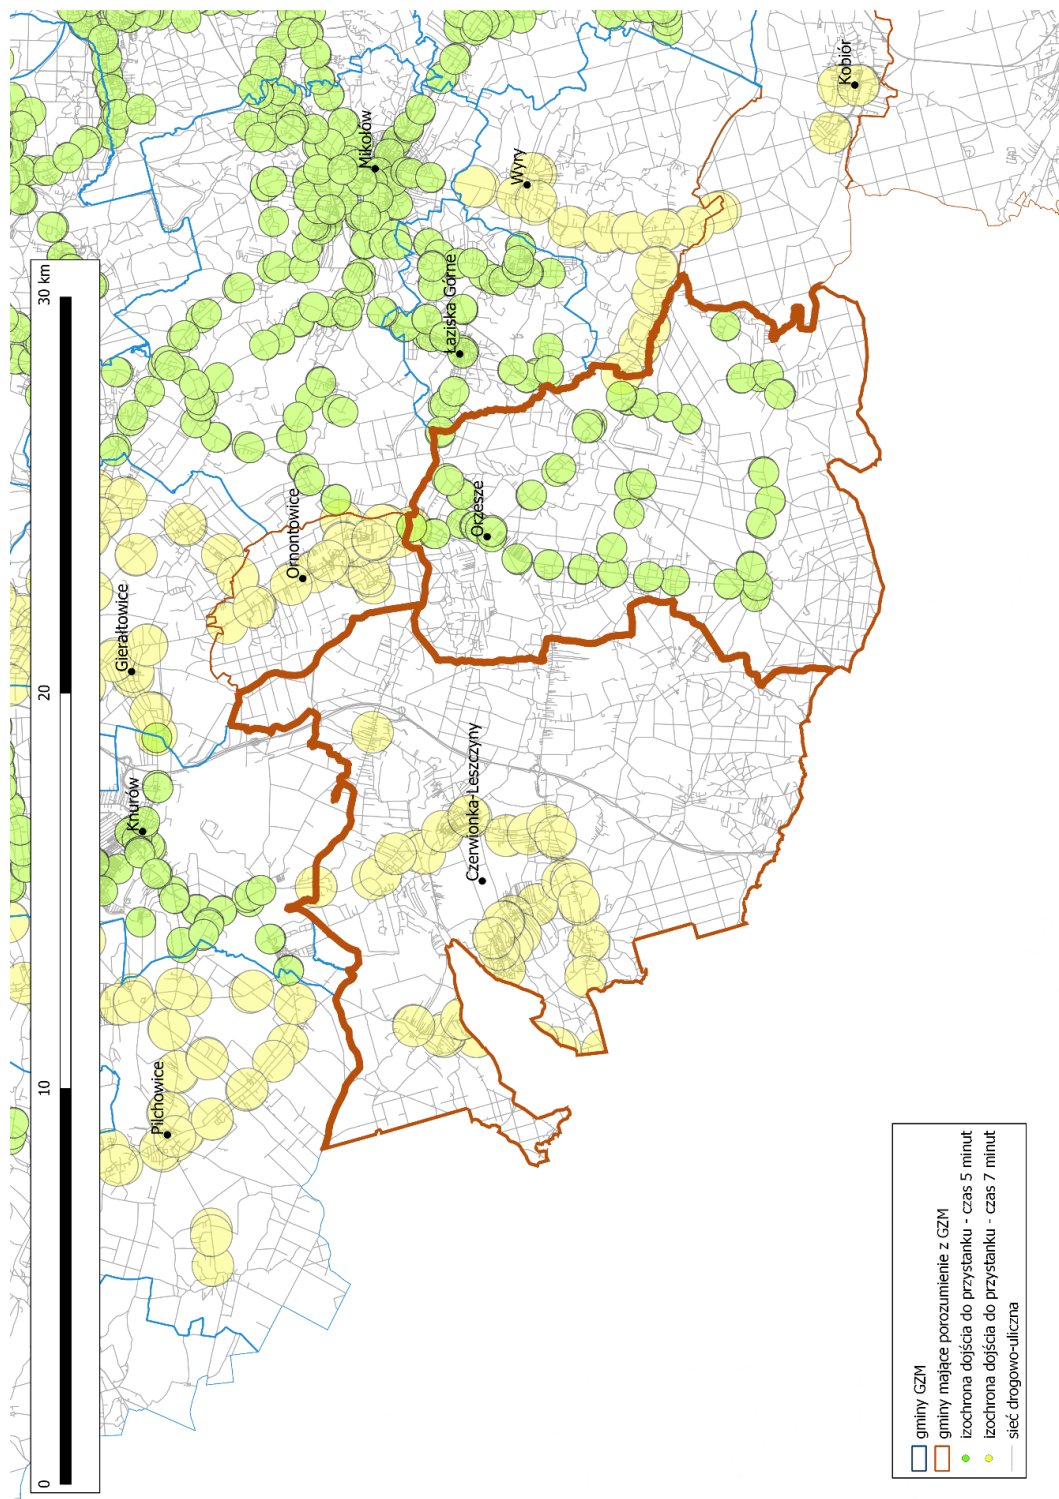 Kobiór
Mikołów
Wyry
Łaziska Górne
Ornontowice
Orzesze
Gierałtowice
Knurów
Czerwionka-Leszczyny
Pilchowice
0
10
20
30 km
gminy GZM
gminy mające porozumienie z GZM
izochrona dojścia do przystanku - czas 5 minut
izochrona dojścia do przystanku - czas 7 minut
sieć drogowo-uliczna